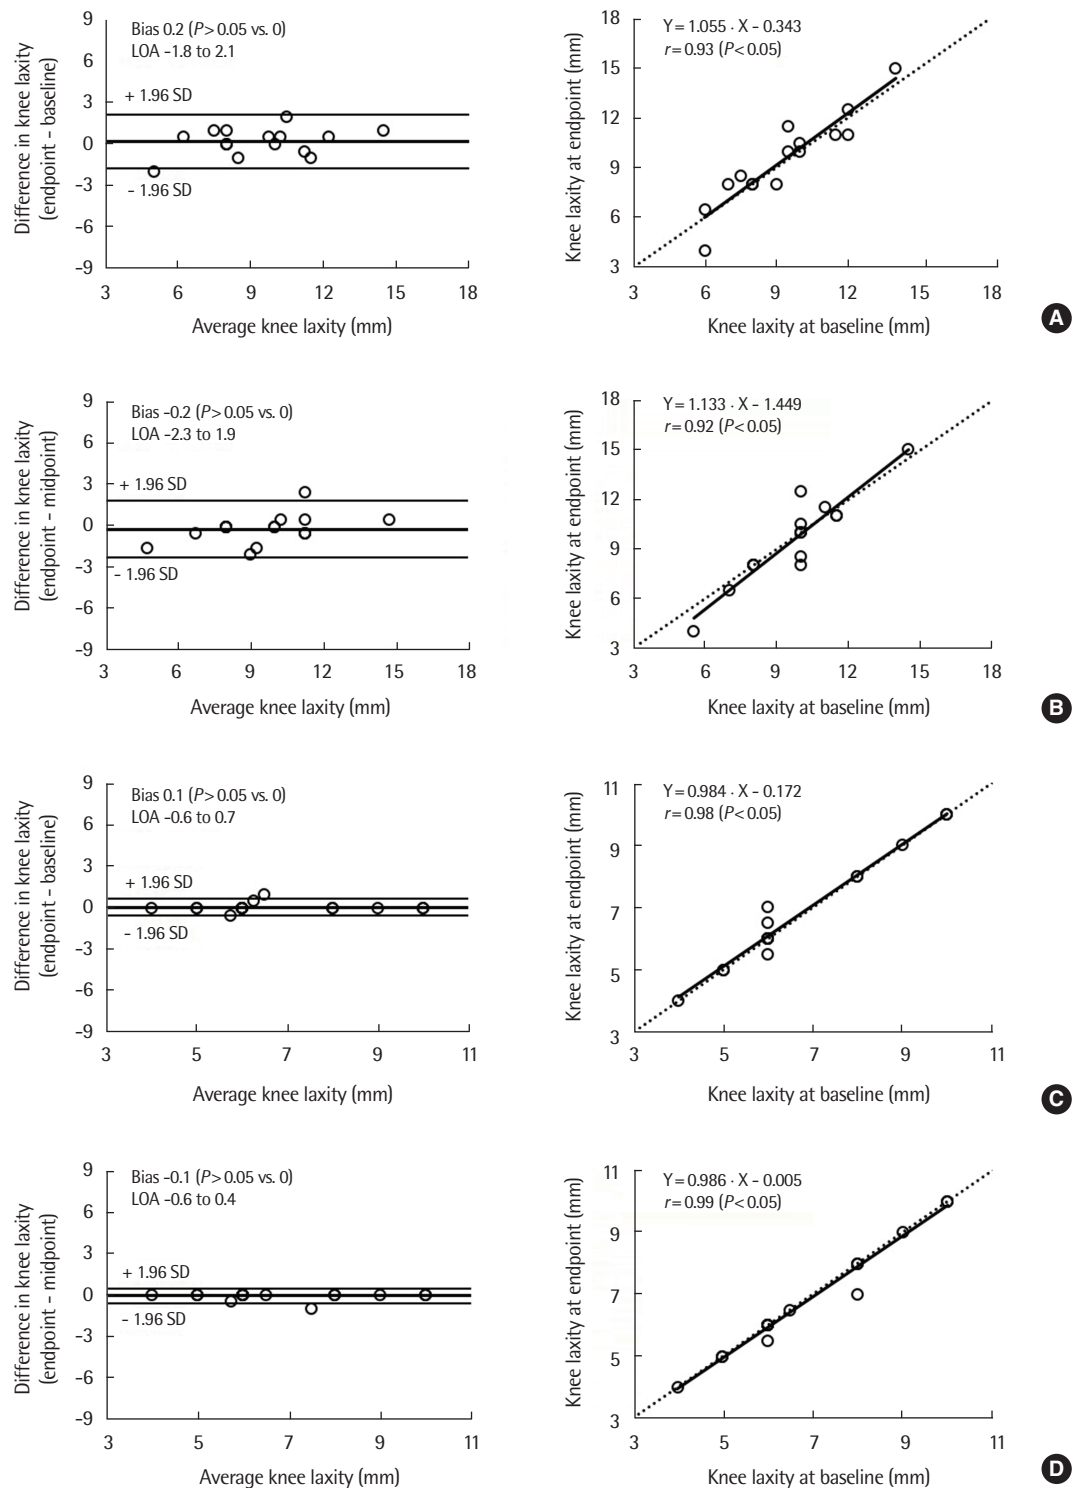 Difference in knee laxity
(endpoint - baseline)
9
6
3
0
-3
-6
-9
Bias 0.2 (P> 0.05 vs. 0)
LOA -1.8 to 2.1
+ 1.96 SD
- 1.96 SD
3 6 9 12 15 18
Average knee laxity (mm)
Knee laxity at endpoint (mm)
18
15
12
9
6
3
Y= 1.055 · X - 0.343
r= 0.93 (P< 0.05)
3 6 9 12 15 18
Knee laxity at baseline (mm)
A
Difference in knee laxity
(endpoint - midpoint)
9
6
3
0
-3
-6
-9
Bias -0.2 (P> 0.05 vs. 0)
LOA -2.3 to 1.9
+ 1.96 SD
- 1.96 SD
3 6 9 12 15 18
Average knee laxity (mm)
Knee laxity at endpoint (mm)
18
15
12
9
6
3
Y= 1.133 · X - 1.449
r= 0.92 (P< 0.05)
3 6 9 12 15 18
Knee laxity at baseline (mm)
B
Difference in knee laxity
(endpoint - baseline)
9
6
3
0
-3
-6
-9
Bias 0.1 (P> 0.05 vs. 0)
LOA -0.6 to 0.7
+ 1.96 SD
- 1.96 SD
3 5 7 9 11
Average knee laxity (mm)
Knee laxity at endpoint (mm)
11
9
7
5
3
Y= 0.984 · X - 0.172
r= 0.98 (P< 0.05)
3 5 7 9 11
Knee laxity at baseline (mm)
C
Difference in knee laxity
(endpoint - midpoint)
9
6
3
0
-3
-6
-9
Bias -0.1 (P> 0.05 vs. 0)
LOA -0.6 to 0.4
+ 1.96 SD
- 1.96 SD
3 5 7 9 11
Average knee laxity (mm)
Knee laxity at endpoint (mm)
11
9
7
5
3
Y= 0.986 · X - 0.005
r= 0.99 (P< 0.05)
3 5 7 9 11
Knee laxity at baseline (mm)
D